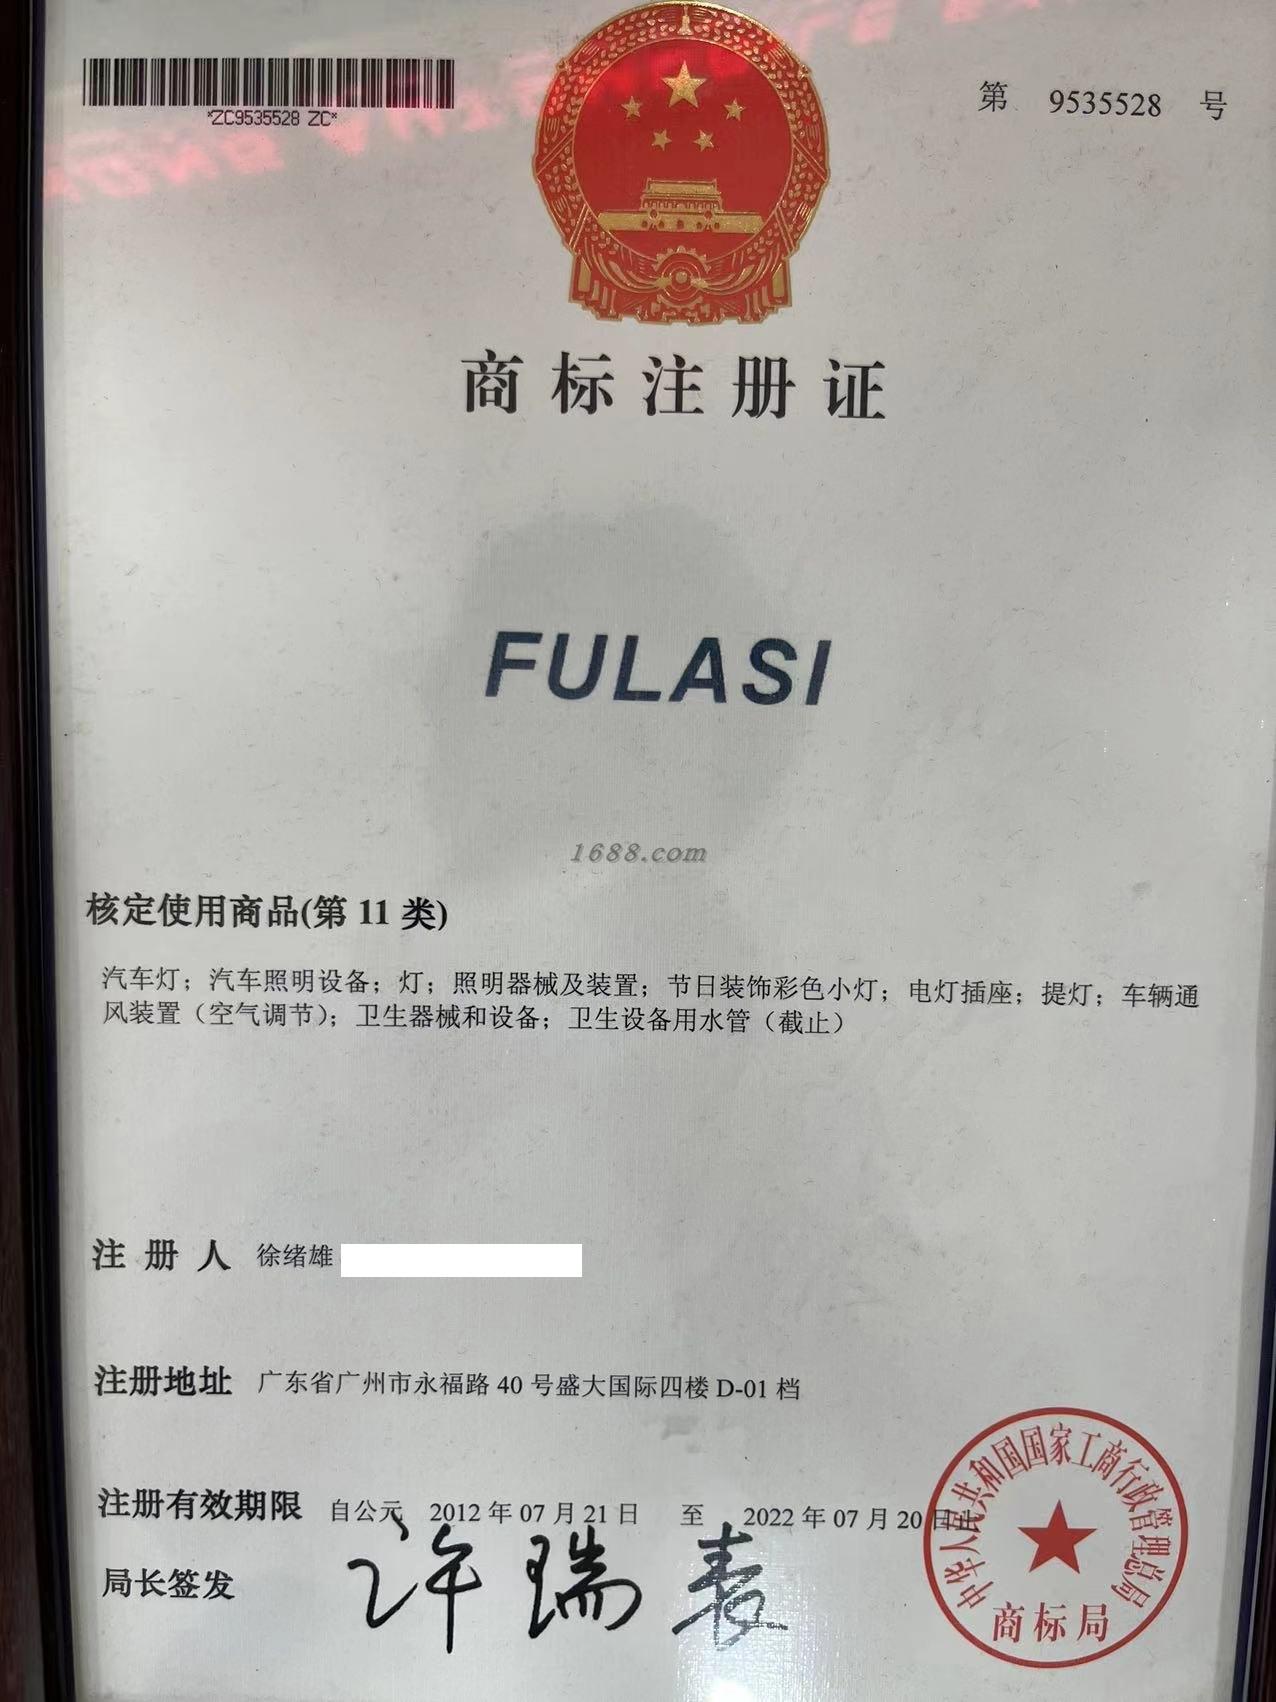 *ZC9535528 ZC*
第 9535528 号
商标注册证
FULASI
1688.com
核定使用商品(第 11 类)
汽车灯；汽车照明设备；灯；照明器械及装置；节日装饰彩色小灯；电灯插座；提灯；车辆通
风装置（空气调节）；卫生器械和设备；卫生设备用水管（截止）
注 册 人 徐绪雄
注册地址 广东省广州市永福路 40 号盛大国际四楼 D-01 档
注册有效期限 自公元 2012 年 07 月 21 日 至 2022 年 07 月 20 日止
局长签发 许瑞表
中华人民共和国国家工商行政管理总局
商标局